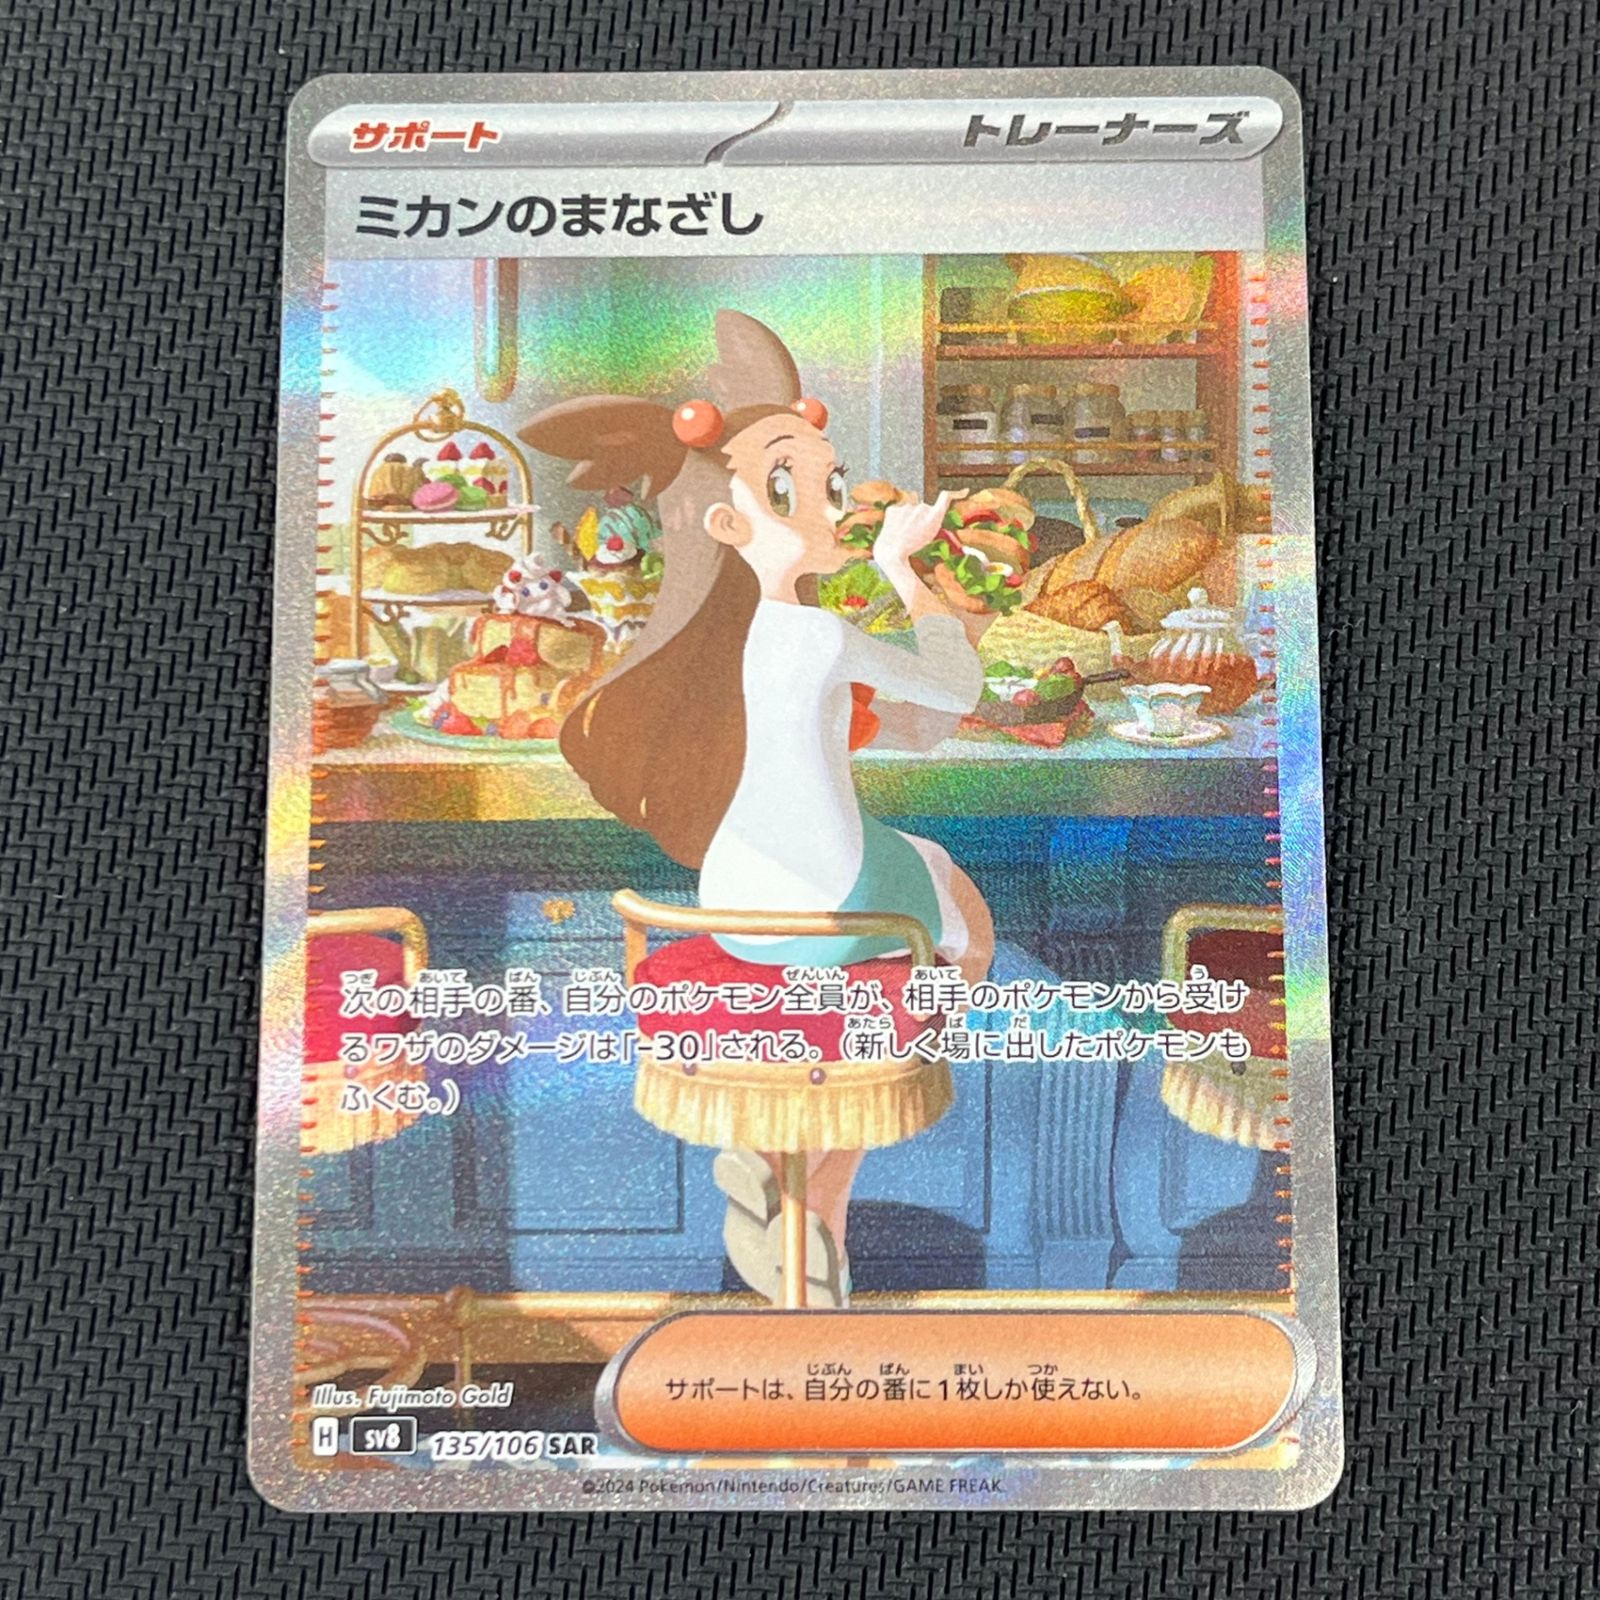 サポート
トレーナーズ
ミカンのまなざし
次の相手の番、自分のポケモン全員が、相手のポケモンから受け
るワザのダメージは「-30」される。（新しく場に出したポケモンも
ふくむ。）
サポートは、自分の番に1枚しか使えない。
Illus. Fujimoto Gold
H sv8 135/106 SAR
©2024 Pokémon/Nintendo/Creatures/GAME FREAK